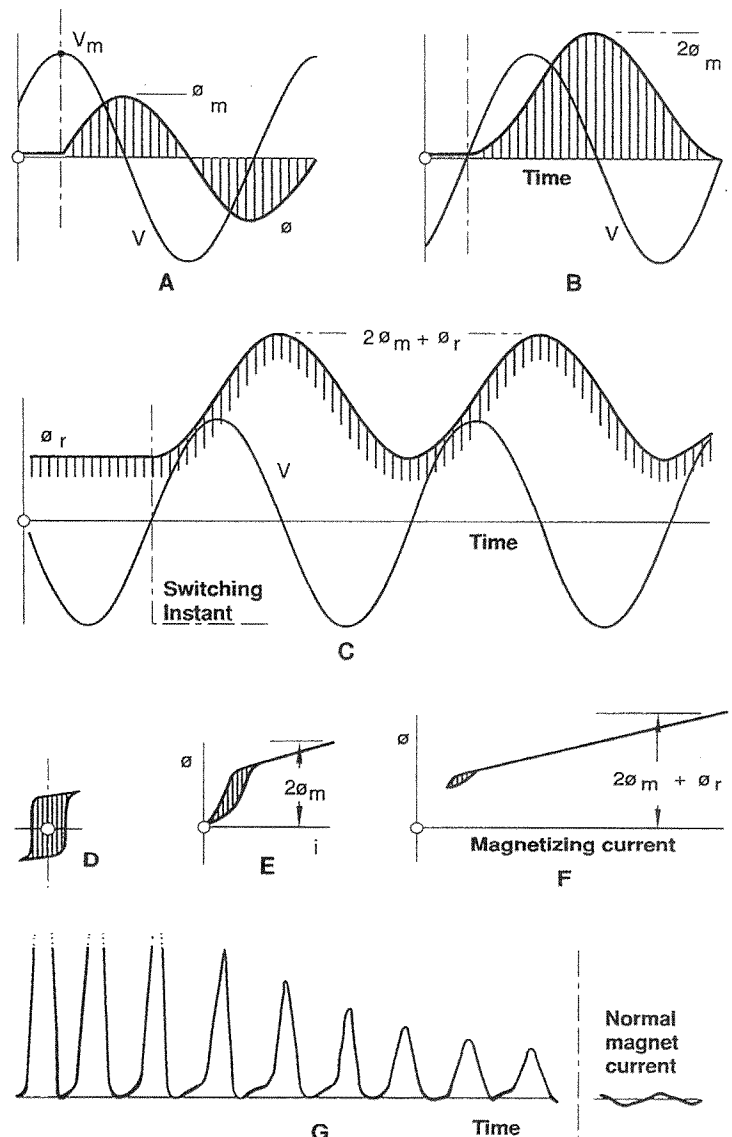 Vm
øm
V
ø
A
2øm
Time
V
B
2øm + ør
ør
V
Time
Switching
Instant
C
D
ø
2øm
i
E
ø
2øm + ør
Magnetizing current
F
Normal
magnet
current
G
Time